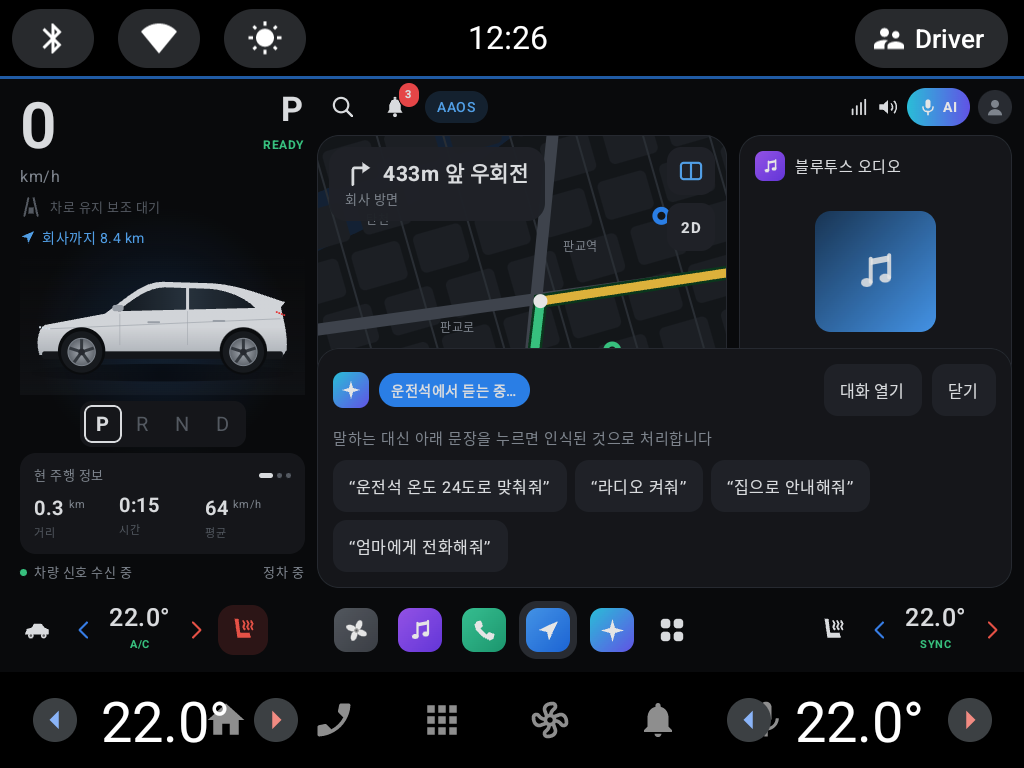 12:26
Driver
0
P
READY
km/h
차로 유지 보조 대기
회사까지 8.4 km
3
AAOS
AI
433m 앞 우회전
회사 방면
2D
판교역
판교로
블루투스 오디오
P R N D
현 주행 정보
0.3 km
0:15
64 km/h
거리
시간
평균
차량 신호 수신 중
정차 중
운전석에서 듣는 중…
대화 열기
닫기
말하는 대신 아래 문장을 누르면 인식된 것으로 처리합니다
“운전석 온도 24도로 맞춰줘”
“라디오 켜줘”
“집으로 안내해줘”
“엄마에게 전화해줘”
22.0°
A/C
22.0°
SYNC
22.0°
22.0°